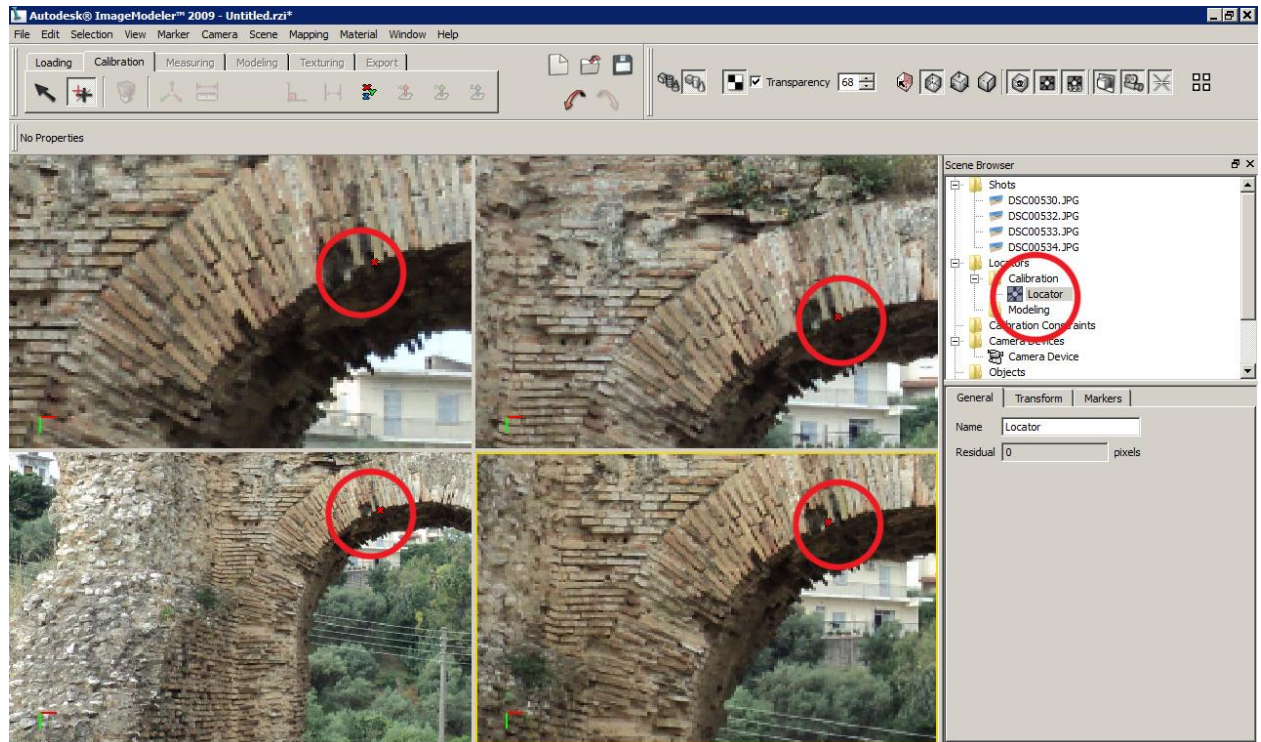 Autodesk® ImageModeler™ 2009 - Untitled.rzi*
File Edit Selection View Marker Camera Scene Mapping Material Window Help
Loading Calibration Measuring Modeling Texturing Export
Transparency 68
No Properties
Scene Browser
Shots
DSC00530.JPG
DSC00532.JPG
DSC00533.JPG
DSC00534.JPG
Locators
Calibration
Locator
Modeling
Calibration Constraints
Camera Devices
Camera Device
Objects
General Transform Markers
Name Locator
Residual 0 pixels